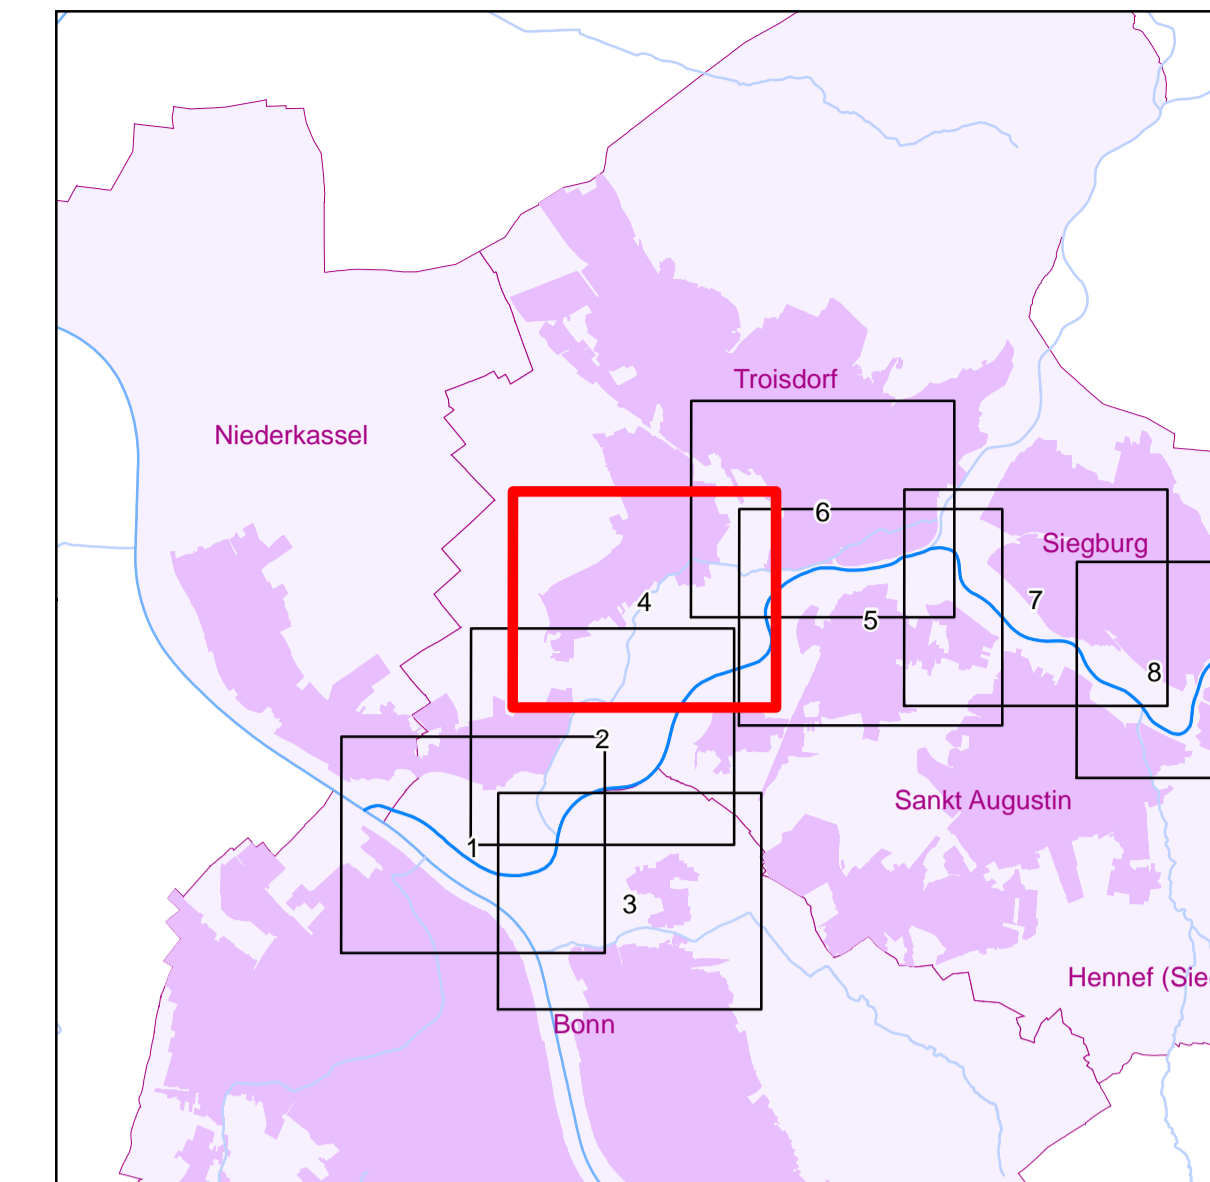 Troisdorf
Niederkassel
6
Siegburg
4
7
5
8
2
Sankt Augustin
1
3
Hennef (Sie
Bonn